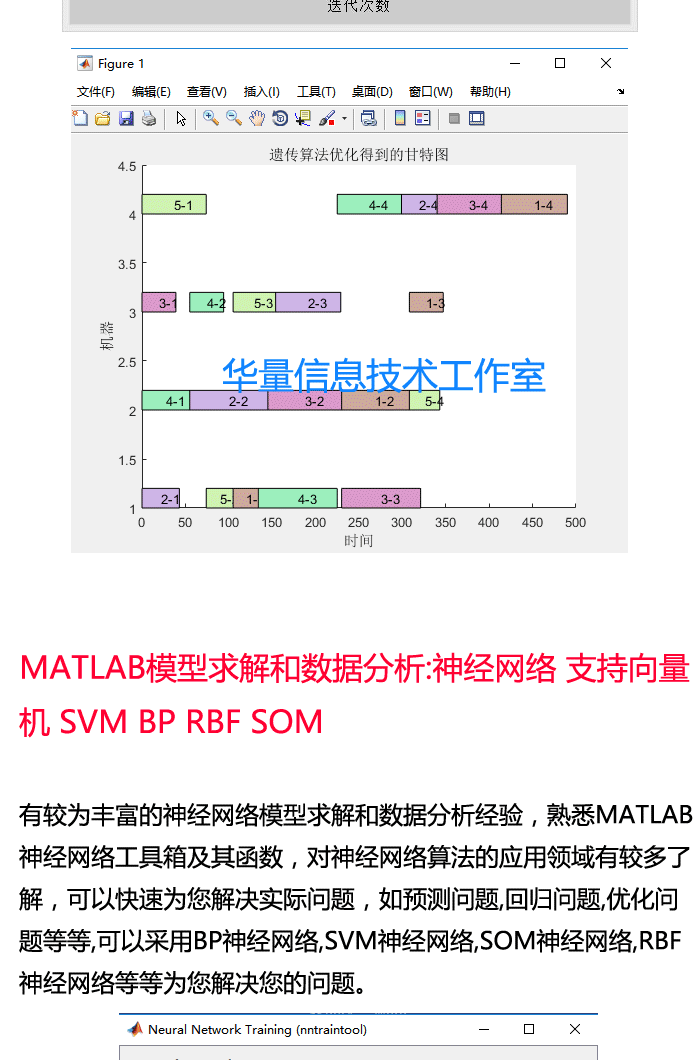 迭代次数
Figure 1
文件(F) 编辑(E) 查看(V) 插入(I) 工具(T) 桌面(D) 窗口(W) 帮助(H)
遗传算法优化得到的甘特图
4.5
4
5-1 4-4 2-4 3-4 1-4
3.5
3
3-1 4-2 5-3 2-3 1-3
机器
2.5
华量信息技术工作室
2
4-1 2-2 3-2 1-2 5-4
1.5
1
2-1 5- 1- 4-3 3-3
0 50 100 150 200 250 300 350 400 450 500
时间
MATLAB模型求解和数据分析:神经网络 支持向量
机 SVM BP RBF SOM
有较为丰富的神经网络模型求解和数据分析经验，熟悉MATLAB
神经网络工具箱及其函数，对神经网络算法的应用领域有较多了
解，可以快速为您解决实际问题，如预测问题,回归问题,优化问
题等等,可以采用BP神经网络,SVM神经网络,SOM神经网络,RBF
神经网络等等为您解决您的问题。
Neural Network Training (nntraintool)